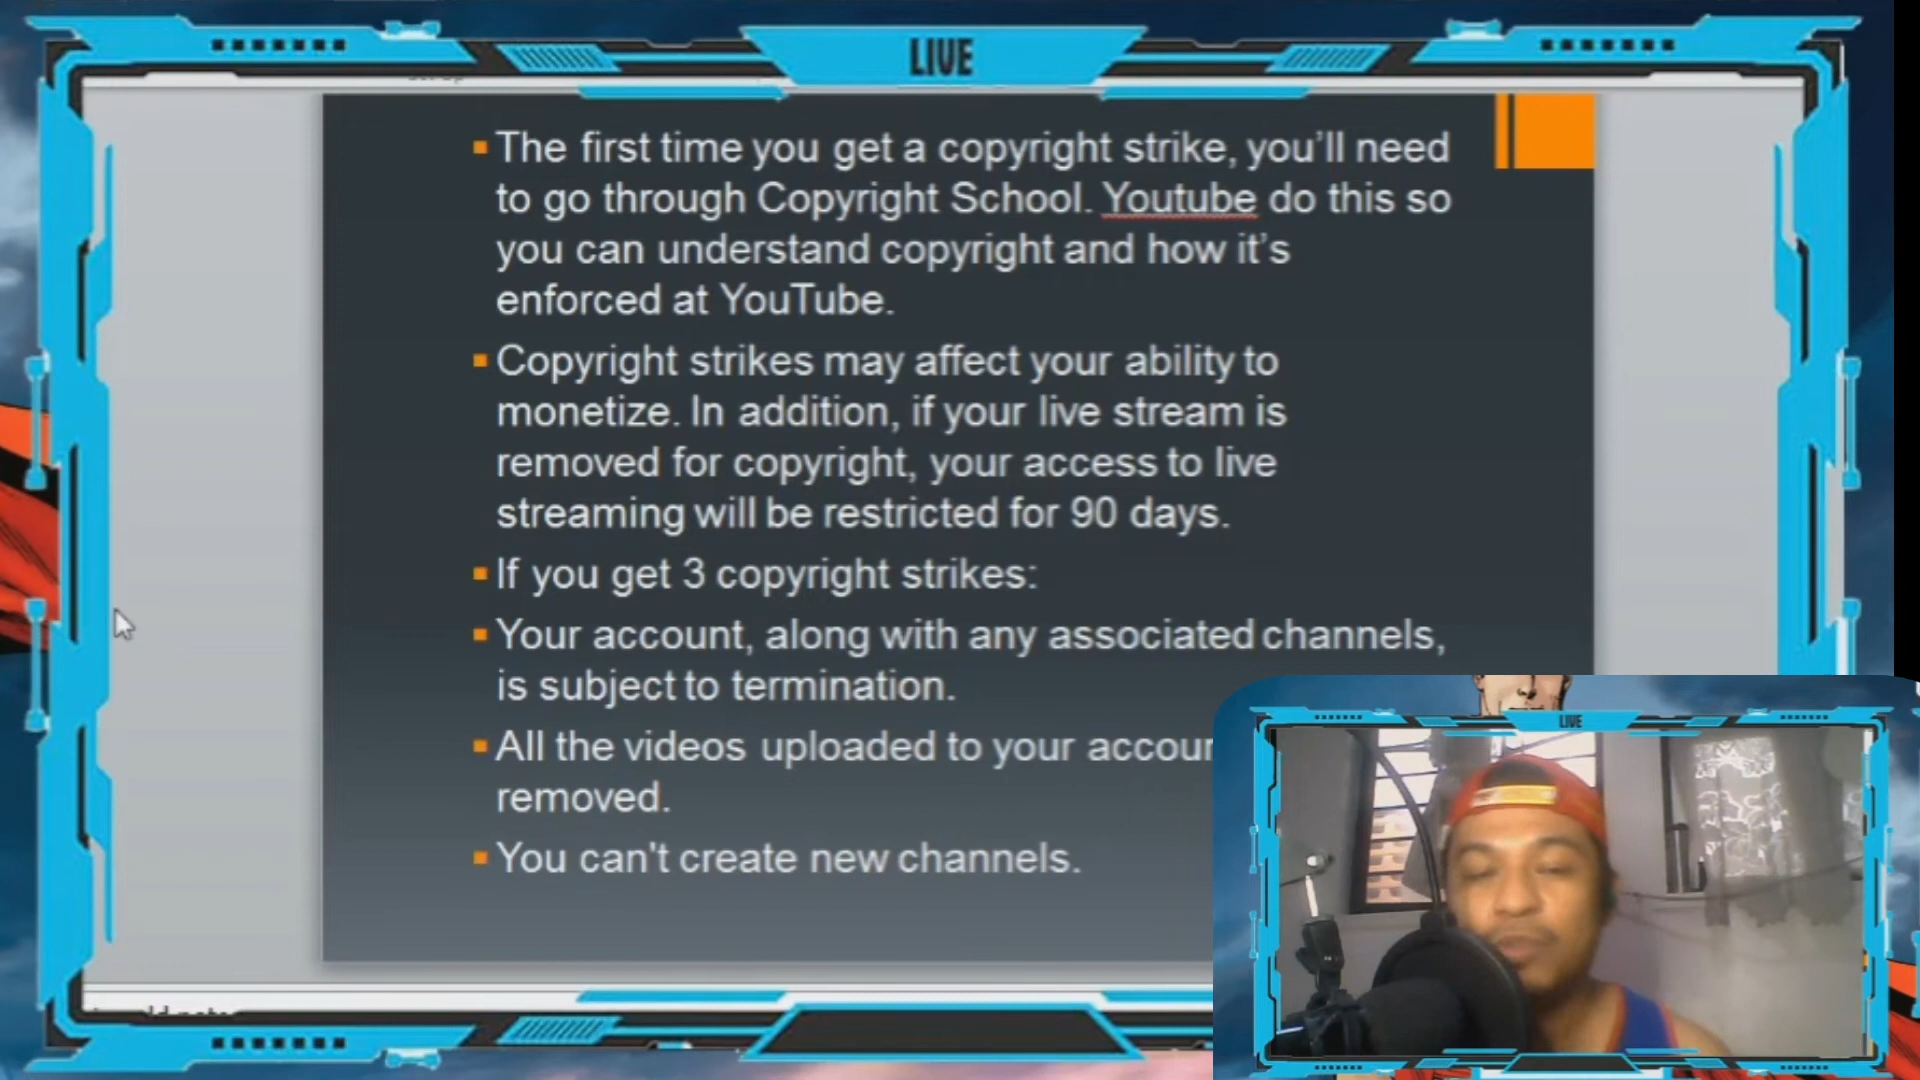 LIVE
The first time you get a copyright strike, you’ll need
to go through Copyright School. Youtube do this so
you can understand copyright and how it’s
enforced at YouTube.
Copyright strikes may affect your ability to
monetize. In addition, if your live stream is
removed for copyright, your access to live
streaming will be restricted for 90 days.
If you get 3 copyright strikes:
Your account, along with any associated channels,
is subject to termination.
All the videos uploaded to your
removed.
You can't create new channels.
LIVE